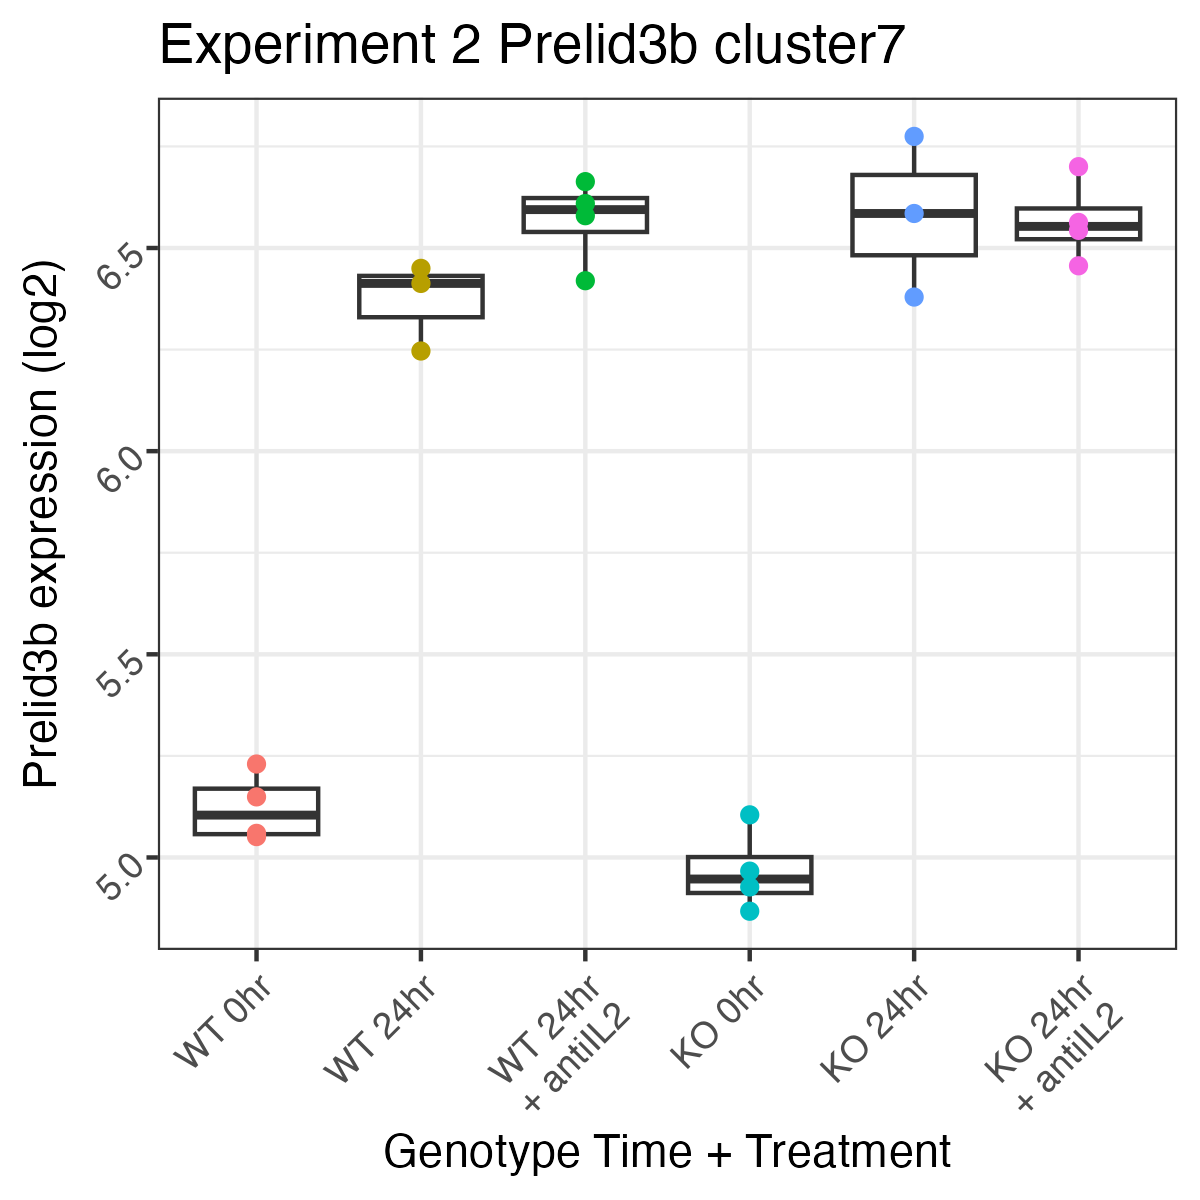 Experiment 2 Prelid3b cluster7
Prelid3b expression (log2)
6.5
6.0
5.5
5.0
WT 0hr
WT 24hr
WT 24hr
+ antiIL2
KO 0hr
KO 24hr
KO 24hr
+ antiIL2
Genotype Time + Treatment